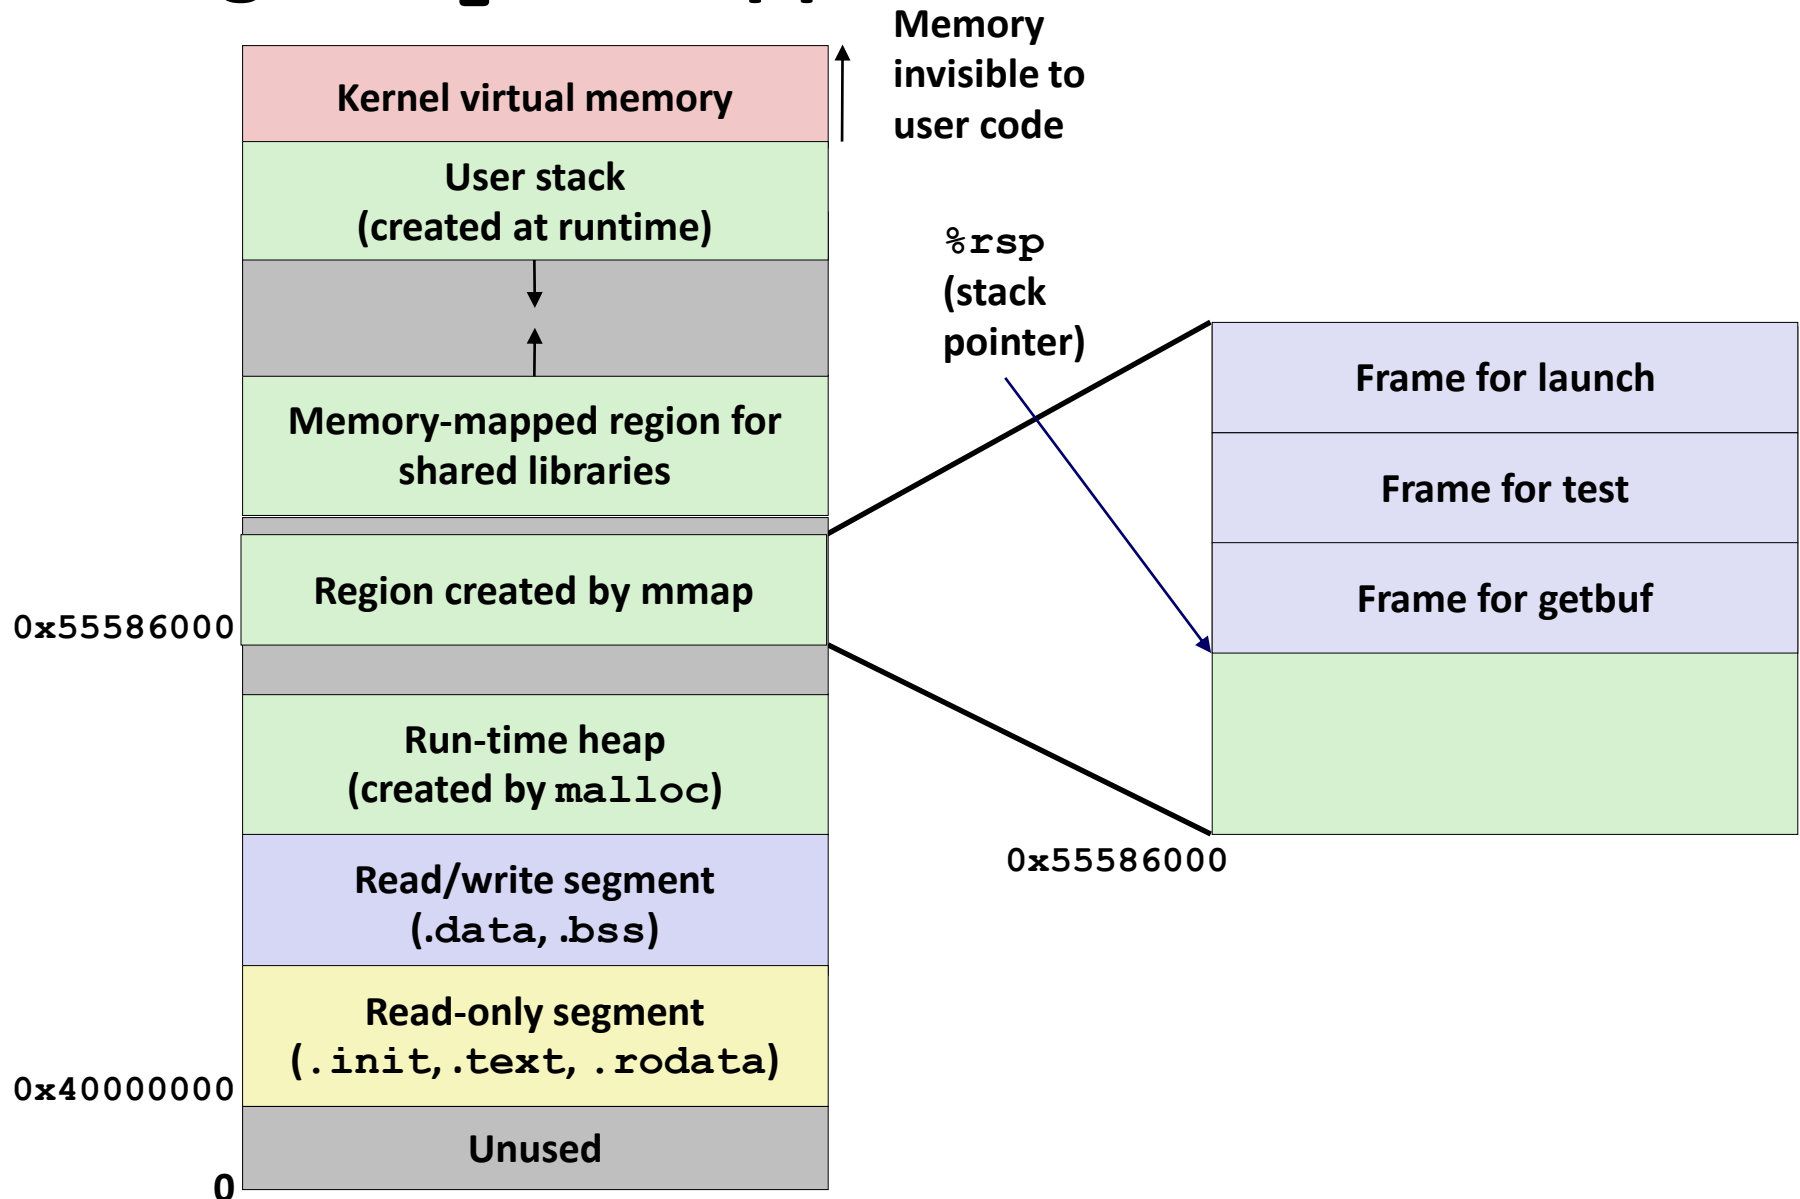 Memory
invisible to
user code
Kernel virtual memory
User stack
(created at runtime)
%rsp
(stack
pointer)
Memory-mapped region for
shared libraries
Region created by mmap
0x55586000
Run-time heap
(created by malloc)
Read/write segment
(.data, .bss)
Read-only segment
(.init, .text, .rodata)
0x40000000
Unused
0
Frame for launch
Frame for test
Frame for getbuf
0x55586000